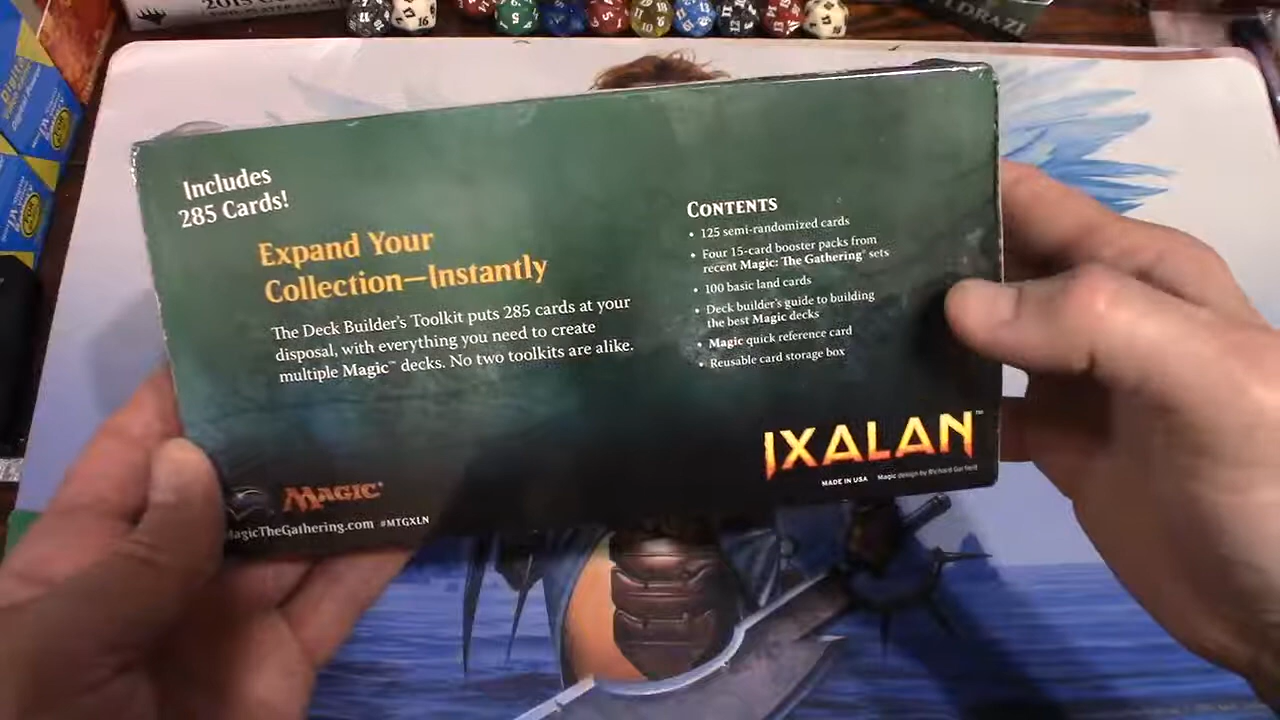 LDRAZI
Includes
285 Cards!
Expand Your
Collection—Instantly
The Deck Builder's Toolkit puts 285 cards at your
disposal, with everything you need to create
multiple Magic™ decks. No two toolkits are alike.
CONTENTS
• 125 semi-randomized cards
• Four 15-card booster packs from
recent Magic: The Gathering® sets
• 100 basic land cards
• Deck builder's guide to building
the best Magic decks
• Magic quick reference card
• Reusable card storage box
IXALAN™
MADE IN USA Magic design by Richard Garfield
MAGIC®
MagicTheGathering.com #MTGXLN